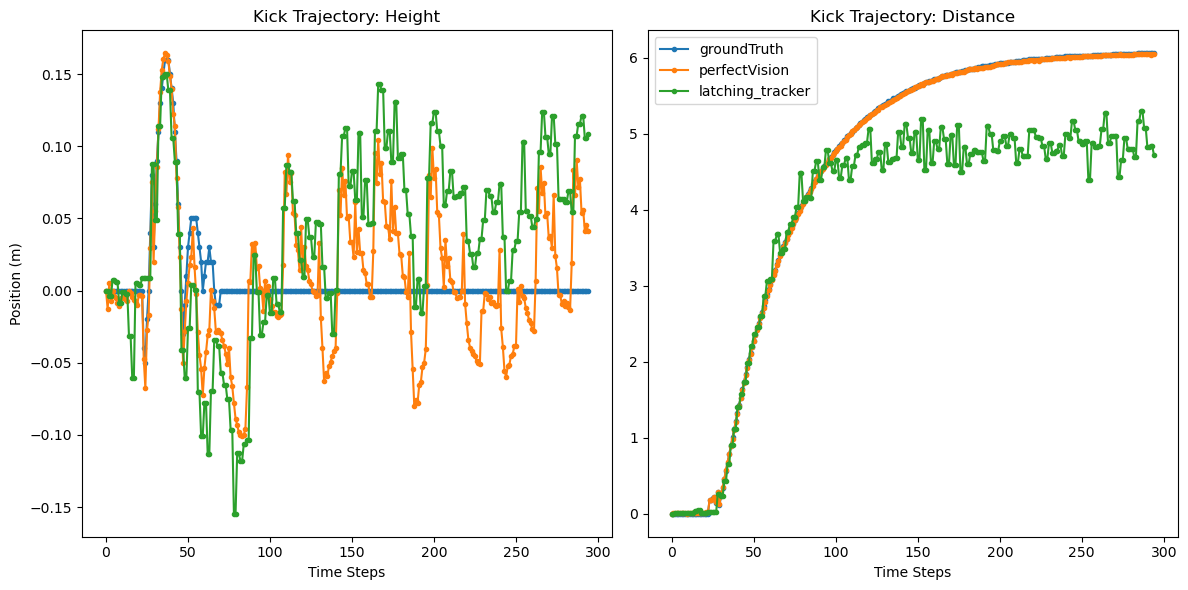 Kick Trajectory: Height
Position (m)
0.15
0.10
0.05
0.00
−0.05
−0.10
−0.15
0 50 100 150 200 250 300
Time Steps
Kick Trajectory: Distance
groundTruth
perfectVision
latching_tracker
6
5
4
3
2
1
0
0 50 100 150 200 250 300
Time Steps